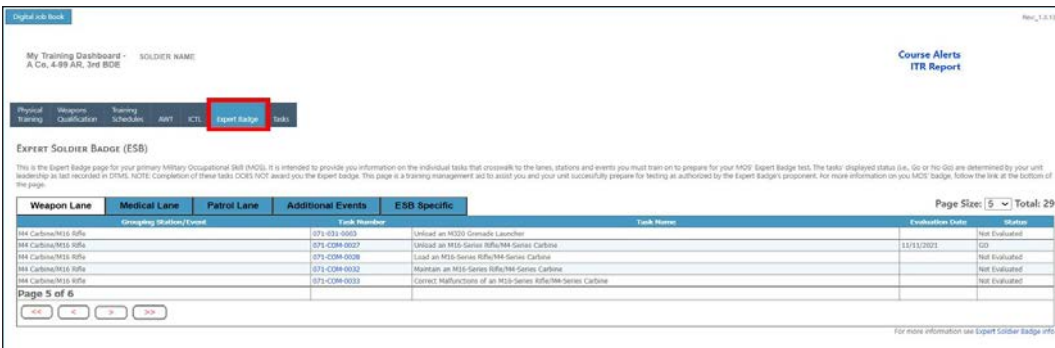 Digital Job Book
My Training Dashboard - SOLDIER NAME
A Co, 4-99 AR, 3rd BDE
Course Alerts
ITR Report
Physical Training
Weapons Qualification
Training Schedules
AWT
ICTL
Expert Badge
Tasks
EXPERT SOLDIER BADGE (ESB)
This is the Expert Badge page for your primary Military Occupational Skill (MOS). It is intended to provide you information on the individual tasks that crosswalk to the lanes, stations and events you must train on to prepare for your MOS' Expert Badge test. The tasks' displayed status (i.e., Go or No Go) are determined by your unit
leadership as last recorded in DTMS. NOTE: Completion of these tasks DOES NOT award you the Expert badge. This page is a training management aid to assist you and your unit successfully prepare for testing as authorized by the Expert Badge's proponent. For more information on you MOS' badge, follow the link at the bottom of
the page.
Weapon Lane Medical Lane Patrol Lane Additional Events ESB Specific Page Size: 5 Total: 29
Grouping Station/Event Task Number Task Name Evaluation Date Status
M4 Carbine/M16 Rifle 071-031-0003 Unload an M320 Grenade Launcher Not Evaluated
M4 Carbine/M16 Rifle 071-COM-0027 Unload an M16-Series Rifle/M4-Series Carbine 11/11/2021 GO
M4 Carbine/M16 Rifle 071-COM-0028 Load an M16-Series Rifle/M4-Series Carbine Not Evaluated
M4 Carbine/M16 Rifle 071-COM-0032 Maintain an M16-Series Rifle/M4-Series Carbine Not Evaluated
M4 Carbine/M16 Rifle 071-COM-0033 Correct Malfunctions of an M16-Series Rifle/M4-Series Carbine Not Evaluated
Page 5 of 6
<< < > >>
For more information use Expert Soldier Badge info